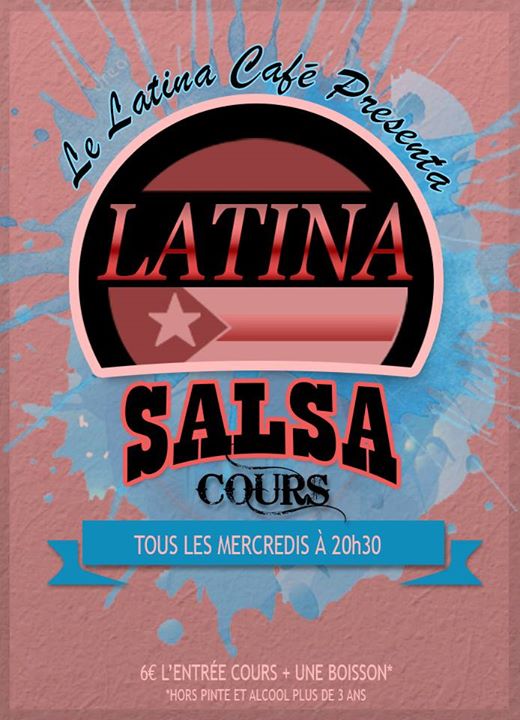 Le Latina Café Presenta
LATINA
SALSA
COURS
TOUS LES MERCREDIS À 20h30
6€ L'ENTRÉE COURS + UNE BOISSON*
*HORS PINTE ET ALCOOL PLUS DE 3 ANS